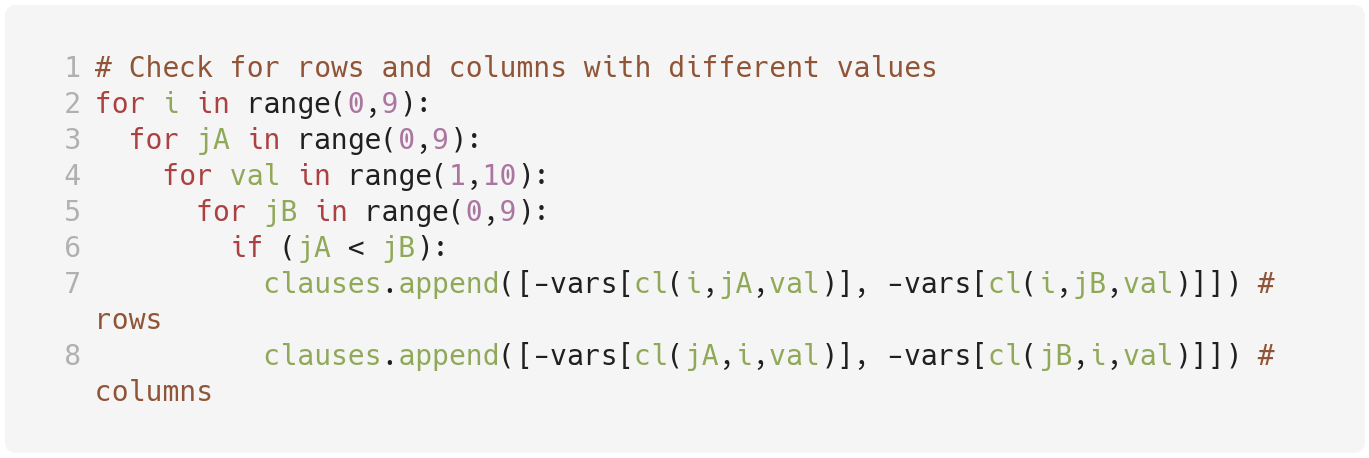 1 # Check for rows and columns with different values
2 for i in range(0,9):
3   for jA in range(0,9):
4     for val in range(1,10):
5       for jB in range(0,9):
6         if (jA < jB):
7           clauses.append([-vars[cl(i,jA,val)], -vars[cl(i,jB,val)]]) #
rows
8           clauses.append([-vars[cl(jA,i,val)], -vars[cl(jB,i,val)]]) #
columns